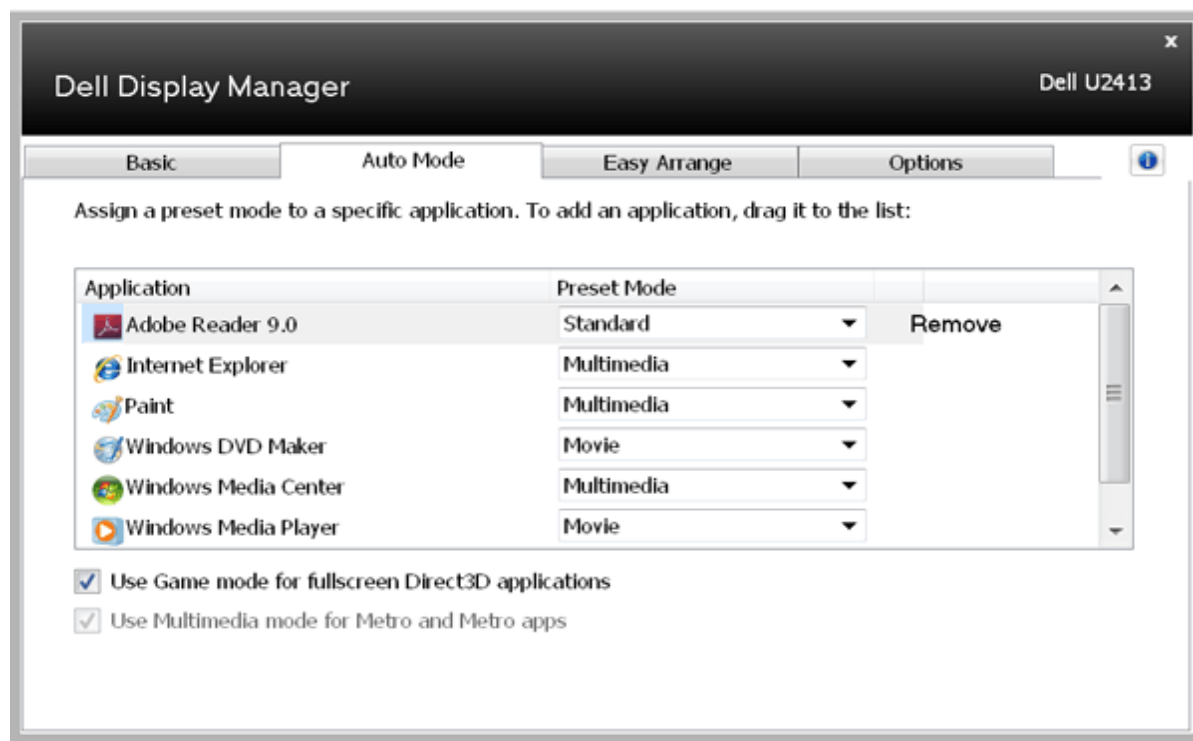 x
Dell Display Manager
Dell U2413
Basic Auto Mode Easy Arrange Options
Assign a preset mode to a specific application. To add an application, drag it to the list:
Application Preset Mode
Adobe Reader 9.0 Standard Remove
Internet Explorer Multimedia
Paint Multimedia
Windows DVD Maker Movie
Windows Media Center Multimedia
Windows Media Player Movie
Use Game mode for fullscreen Direct3D applications
Use Multimedia mode for Metro and Metro apps